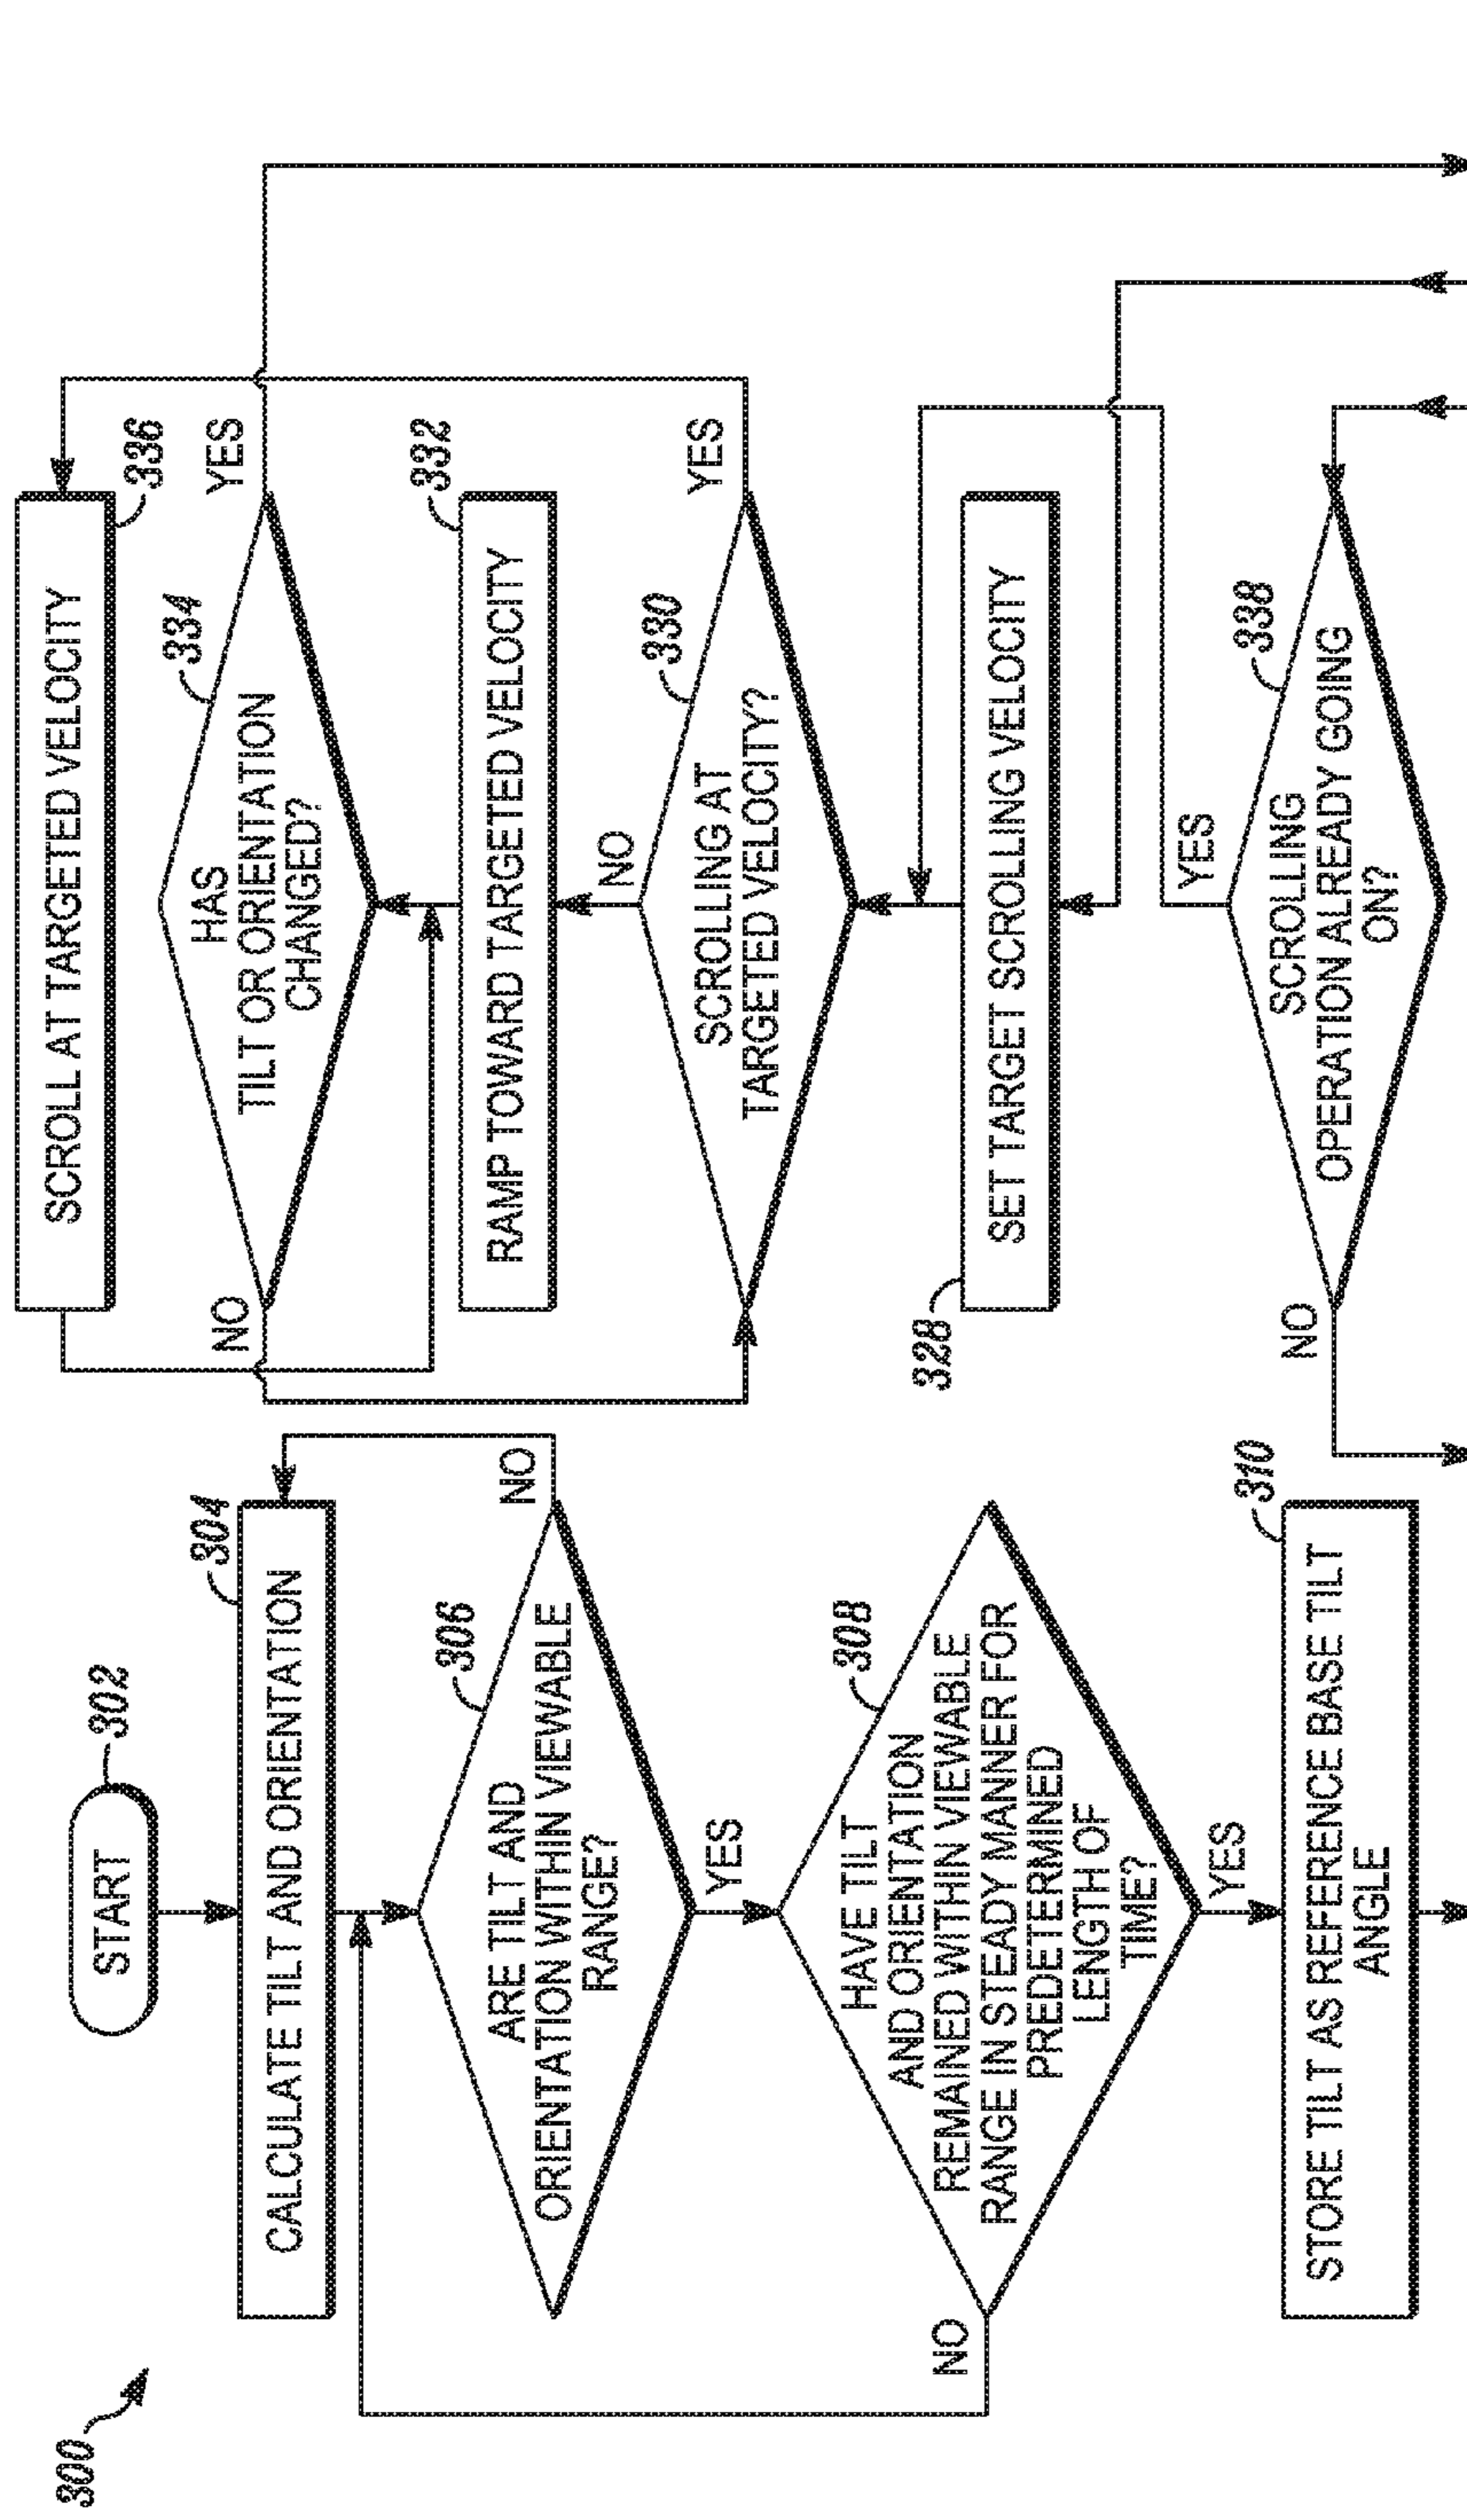 300
START
302
CALCULATE TILT AND ORIENTATION
304
ARE TILT AND
ORIENTATION WITHIN VIEWABLE
RANGE?
306
NO
YES
HAVE TILT
AND ORIENTATION
REMAINED WITHIN VIEWABLE
RANGE IN STEADY MANNER FOR
PREDETERMINED
LENGTH OF
TIME?
308
NO
YES
STORE TILT AS REFERENCE BASE TILT
ANGLE
310
SCROLL AT TARGETED VELOCITY
336
HAS
TILT OR ORIENTATION
CHANGED?
334
NO
YES
RAMP TOWARD TARGETED VELOCITY
332
NO
SCROLLING AT
TARGETED VELOCITY?
330
YES
SET TARGET SCROLLING VELOCITY
328
YES
SCROLLING
OPERATION ALREADY GOING
ON?
338
NO